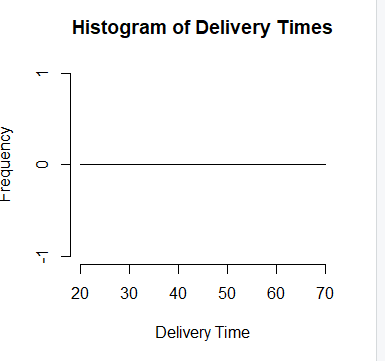 Histogram of Delivery Times
1
0
-1
Frequency
20 30 40 50 60 70
Delivery Time